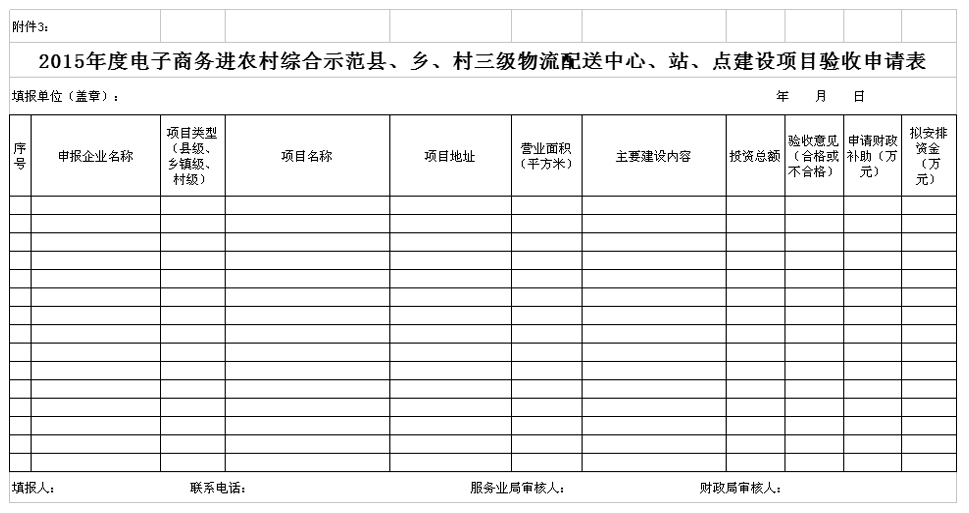 附件3：
2015年度电子商务进农村综合示范县、乡、村三级物流配送中心、站、点建设项目验收申请表
填报单位（盖章）： 年 月 日
序号 申报企业名称 项目类型（县级、乡镇级、村级） 项目名称 项目地址 营业面积（平方米） 主要建设内容 投资总额 验收意见（合格或不合格） 申请财政补助（万元） 拟安排资金（万元）
填报人： 联系电话： 服务业局审核人： 财政局审核人：